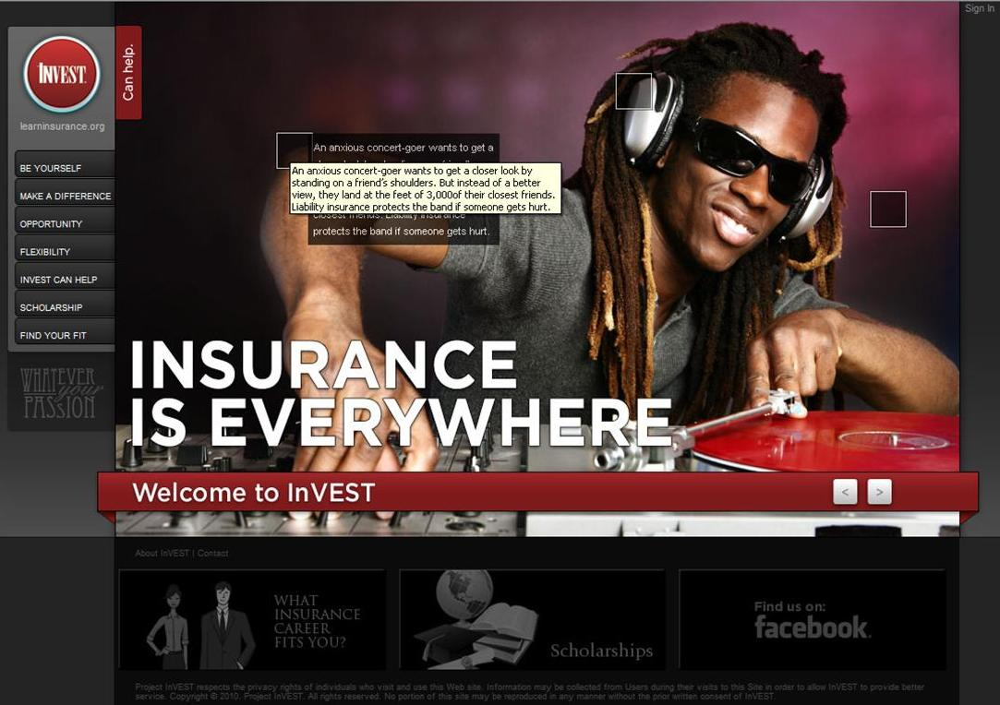 Sign In
INVEST
Can help.
learninsurance.org
BE YOURSELF
MAKE A DIFFERENCE
OPPORTUNITY
FLEXIBILITY
INVEST CAN HELP
SCHOLARSHIP
FIND YOUR FIT
WHATEVER
your
PASSION
An anxious concert-goer wants to get a
An anxious concert-goer wants to get a closer look by
standing on a friend's shoulders. But instead of a better
view, they land at the feet of 3,000of their closest friends.
Liability insurance protects the band if someone gets hurt.
closest friends. Liability insurance
protects the band if someone gets hurt.
INSURANCE
IS EVERYWHERE
Welcome to InVEST
< >
About InVEST | Contact
WHAT
INSURANCE
CAREER
FITS YOU?
Scholarships
Find us on:
facebook.
Project InVEST respects the privacy rights of individuals who visit and use this Web site. Information may be collected from Users during their visits to this Site in order to allow InVEST to provide better
service. Copyright © 2010, Project InVEST. All rights reserved. No portion of this site may be reproduced in any manner without the prior written consent of InVEST.